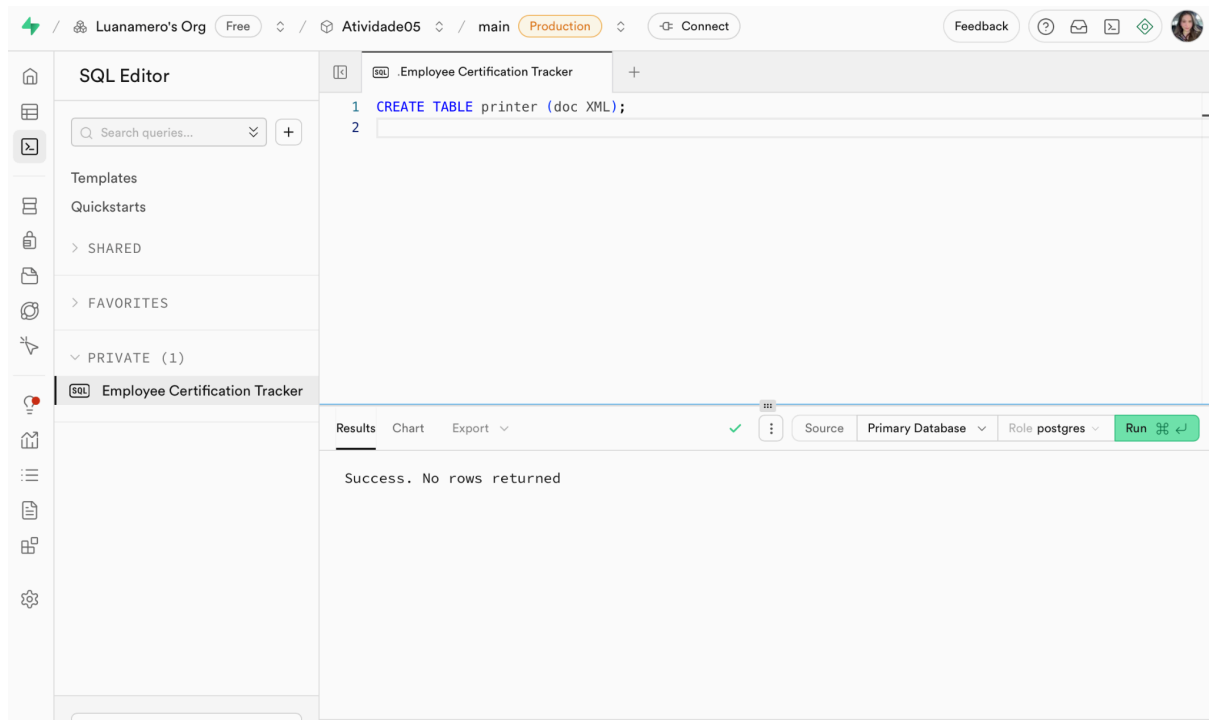 / Luanamero's Org Free / Atividade05 / main Production Connect Feedback
SQL Editor
SQL .Employee Certification Tracker +
1 CREATE TABLE printer (doc XML);
2
Search queries... +
Templates
Quickstarts
> SHARED
> FAVORITES
PRIVATE (1)
SQL Employee Certification Tracker
Results Chart Export Source Primary Database Role postgres Run ⌘ ↵
Success. No rows returned